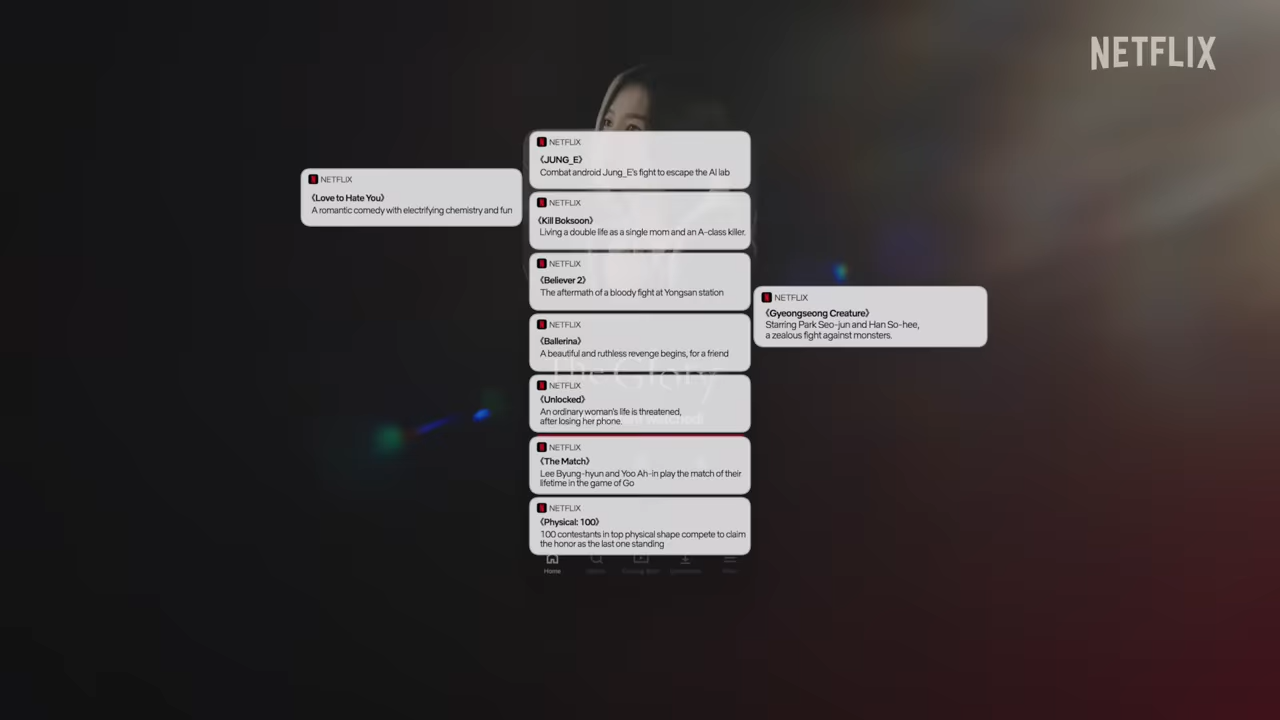 NETFLIX
NETFLIX
《JUNG_E》
Combat android Jung_E's fight to escape the AI lab
NETFLIX
《Love to Hate You》
A romantic comedy with electrifying chemistry and fun
NETFLIX
《Kill Boksoon》
Living a double life as a single mom and an A-class killer.
NETFLIX
《Believer 2》
The aftermath of a bloody fight at Yongsan station
NETFLIX
《Gyeongseong Creature》
Starring Park Seo-jun and Han So-hee,
a zealous fight against monsters.
NETFLIX
《Ballerina》
A beautiful and ruthless revenge begins, for a friend
The Glory
NETFLIX
《Unlocked》
An ordinary woman's life is threatened,
after losing her phone.
NETFLIX
《The Match》
Lee Byung-hyun and Yoo Ah-in play the match of their
lifetime in the game of Go
NETFLIX
《Physical: 100》
100 contestants in top physical shape compete to claim
the honor as the last one standing
Home